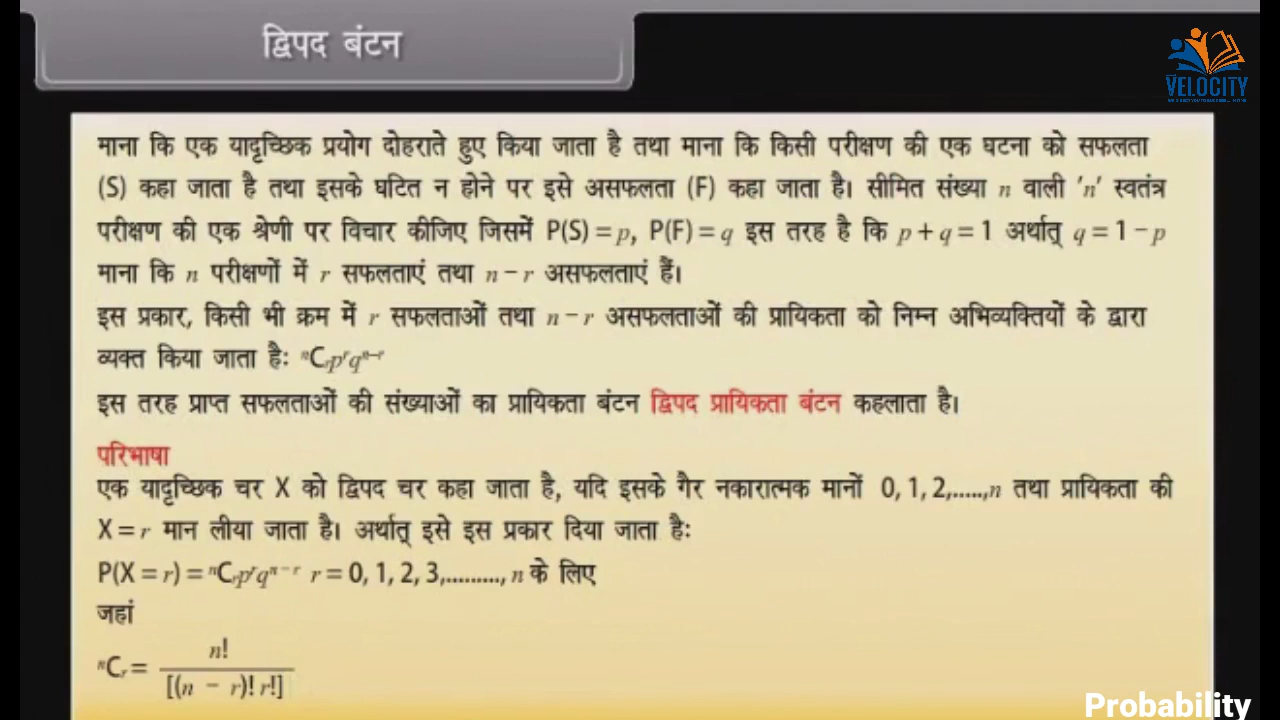 द्विपद बंटन
VELOCITY
माना कि एक यादृच्छिक प्रयोग दोहराते हुए किया जाता है तथा माना कि किसी परीक्षण की एक घटना को सफलता
(S) कहा जाता है तथा इसके घटित न होने पर इसे असफलता (F) कहा जाता है। सीमित संख्या n वाली 'n' स्वतंत्र
परीक्षण की एक श्रेणी पर विचार कीजिए जिसमें P(S) = p, P(F) = q इस तरह है कि p + q = 1 अर्थात् q = 1 − p
माना कि n परीक्षणों में r सफलताएं तथा n − r असफलताएं हैं।
इस प्रकार, किसी भी क्रम में r सफलताओं तथा n − r असफलताओं की प्रायिकता को निम्न अभिव्यक्तियों के द्वारा
व्यक्त किया जाता है: ⁿCᵣpʳqⁿ⁻ʳ
इस तरह प्राप्त सफलताओं की संख्याओं का प्रायिकता बंटन द्विपद प्रायिकता बंटन कहलाता है।
परिभाषा
एक यादृच्छिक चर X को द्विपद चर कहा जाता है, यदि इसके गैर नकारात्मक मानों 0, 1, 2,.....,n तथा प्रायिकता की
X = r मान लीया जाता है। अर्थात् इसे इस प्रकार दिया जाता है:
P(X = r) = ⁿCᵣpʳqⁿ⁻ʳ r = 0, 1, 2, 3,........., n के लिए
जहां
ⁿCᵣ = n! / [(n − r)! r!]
Probability